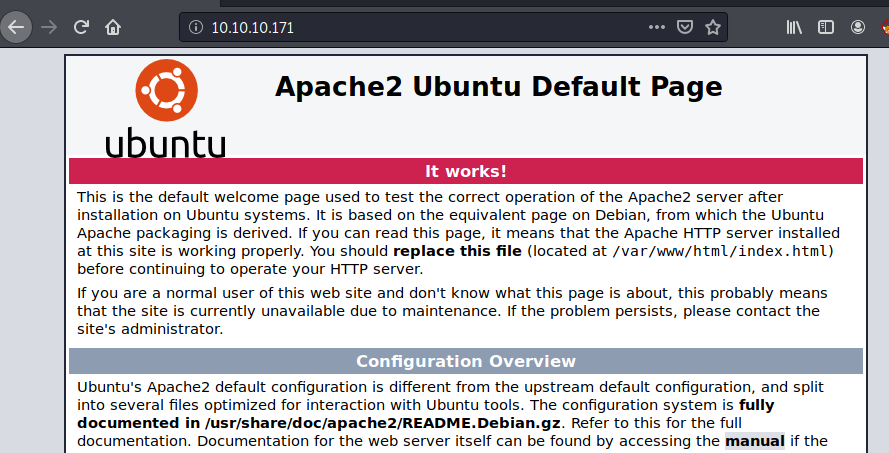 10.10.10.171
Apache2 Ubuntu Default Page
ubuntu
It works!
This is the default welcome page used to test the correct operation of the Apache2 server after
installation on Ubuntu systems. It is based on the equivalent page on Debian, from which the Ubuntu
Apache packaging is derived. If you can read this page, it means that the Apache HTTP server installed
at this site is working properly. You should replace this file (located at /var/www/html/index.html)
before continuing to operate your HTTP server.
If you are a normal user of this web site and don't know what this page is about, this probably means
that the site is currently unavailable due to maintenance. If the problem persists, please contact the
site's administrator.
Configuration Overview
Ubuntu's Apache2 default configuration is different from the upstream default configuration, and split
into several files optimized for interaction with Ubuntu tools. The configuration system is fully
documented in /usr/share/doc/apache2/README.Debian.gz. Refer to this for the full
documentation. Documentation for the web server itself can be found by accessing the manual if the